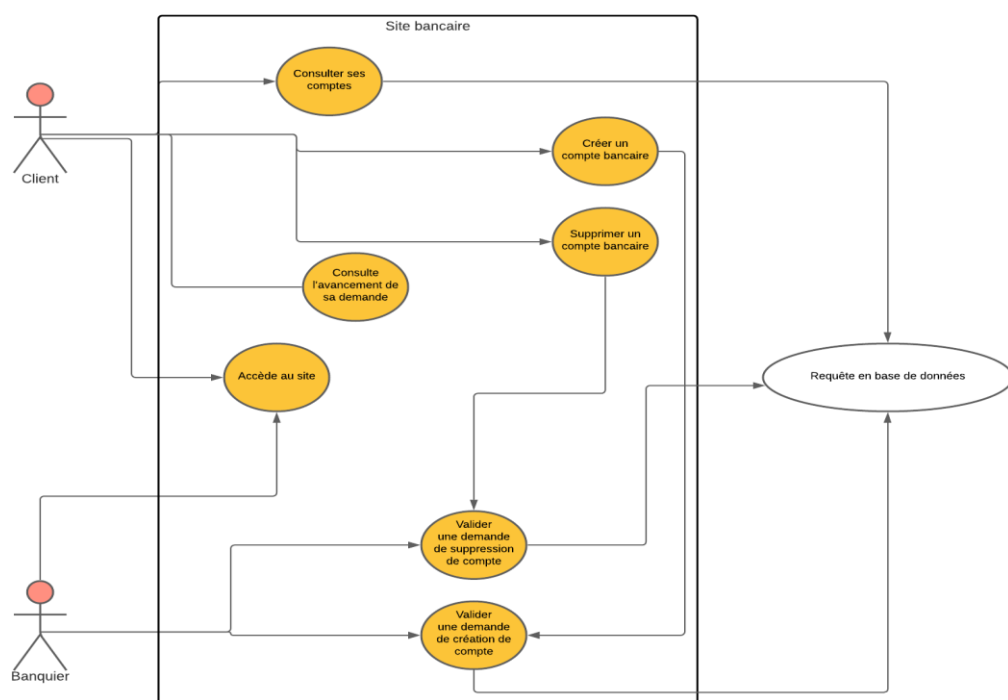 Site bancaire
Consulter ses
comptes
Client
Créer un
compte bancaire
Supprimer un
compte bancaire
Consulte
l'avancement de
sa demande
Accède au site
Requête en base de données
Valider
une demande
de suppression
de compte
Banquier
Valider
une demande
de création de
compte